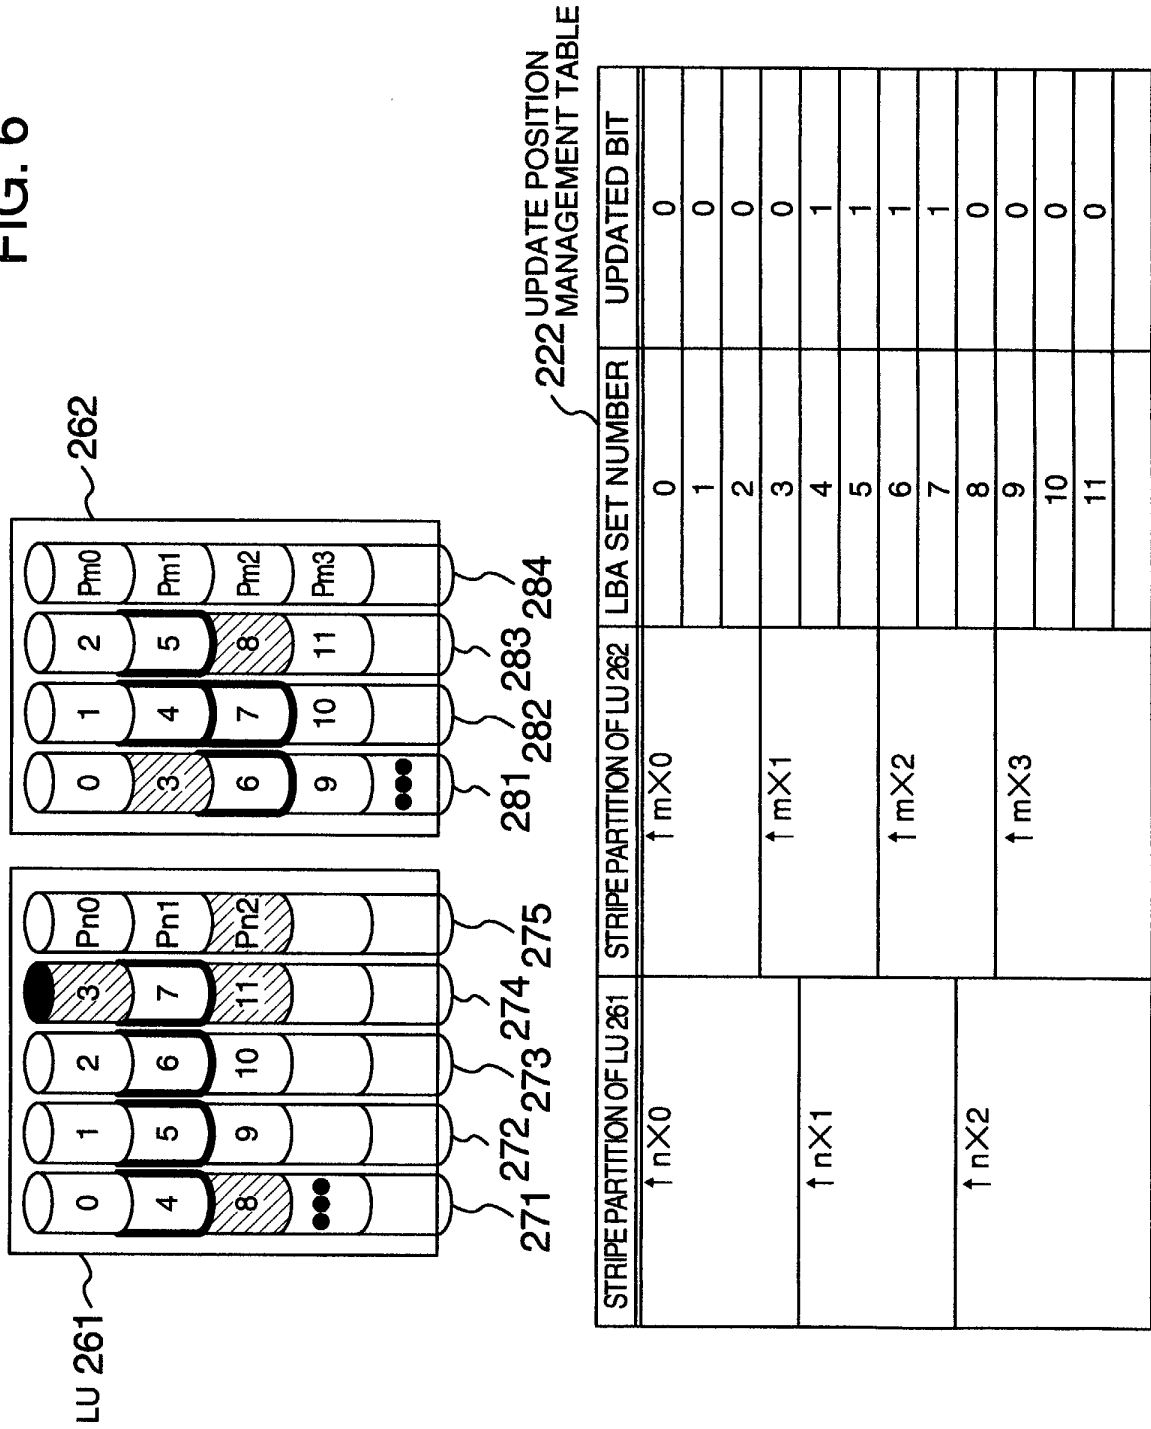 FIG. 6
LU 261
0 1 2 3 Pn0
4 5 6 7 Pn1
8 9 10 11 Pn2
271 272 273 274 275
262
0 1 2 Pm0
3 4 5 Pm1
6 7 8 Pm2
9 10 11 Pm3
281 282 283 284
222 UPDATE POSITION
MANAGEMENT TABLE
STRIPE PARTITION OF LU 261 STRIPE PARTITION OF LU 262 LBA SET NUMBER UPDATED BIT
↑n×0 ↑m×0 0 0
1 0
2 0
↑m×1 3 0
↑n×1 4 1
5 1
↑m×2 6 1
7 1
↑n×2 8 0
↑m×3 9 0
10 0
11 0